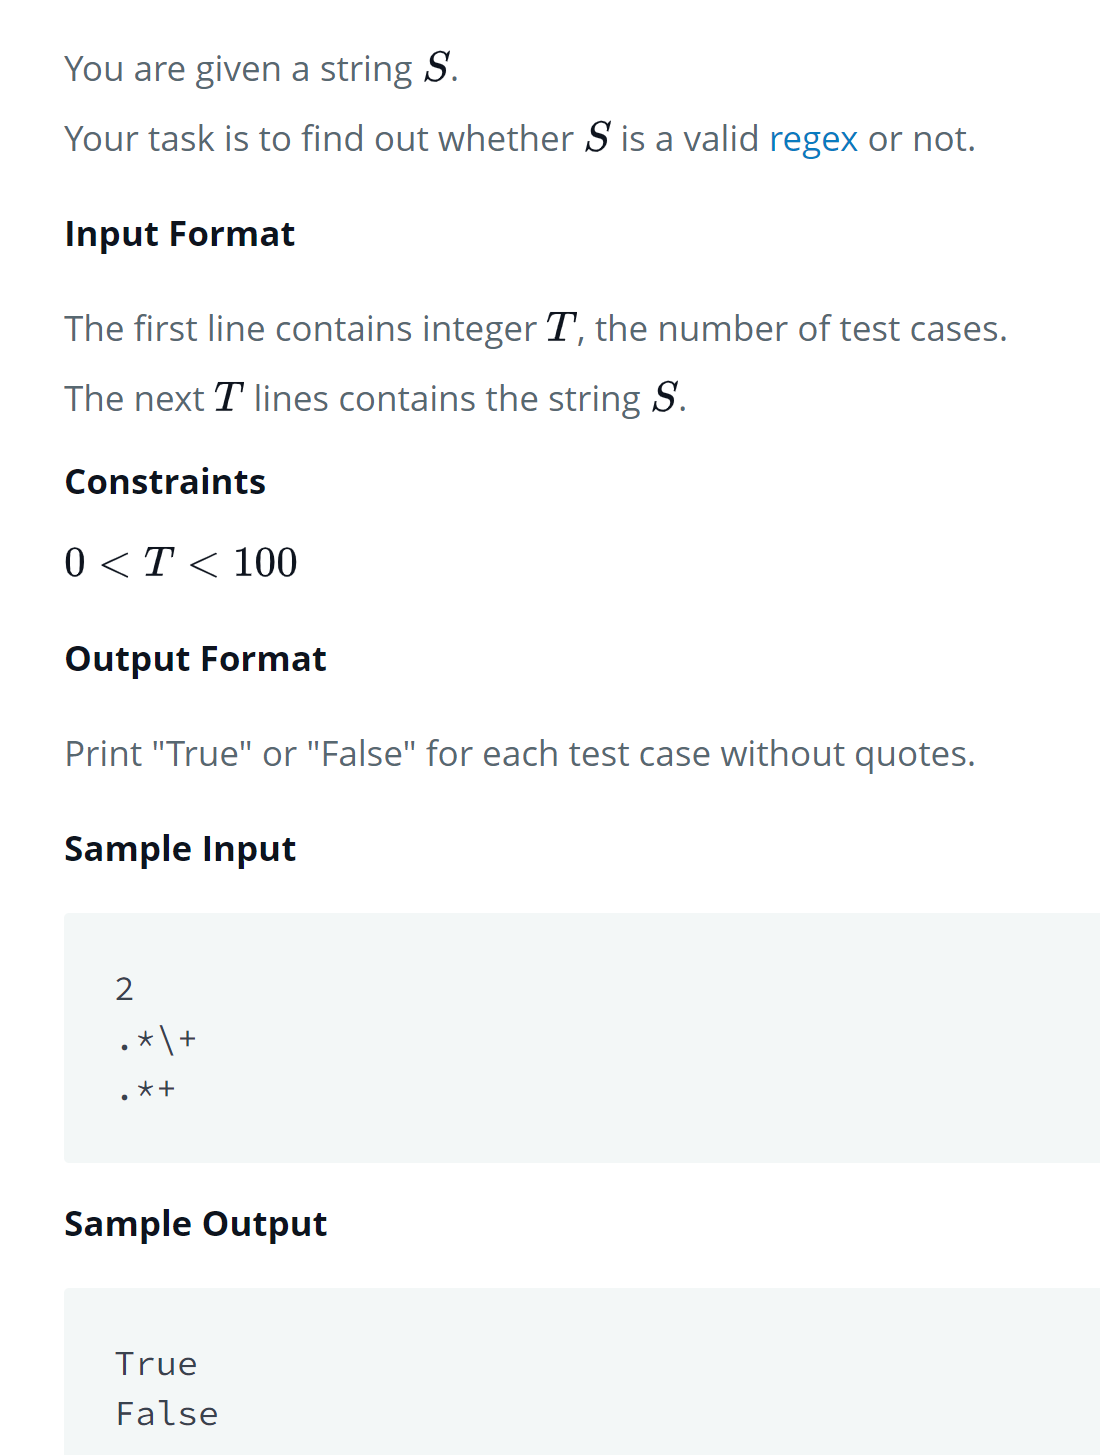 You are given a string S.
Your task is to find out whether S is a valid regex or not.
Input Format
The first line contains integer T, the number of test cases.
The next T lines contains the string S.
Constraints
0 < T < 100
Output Format
Print "True" or "False" for each test case without quotes.
Sample Input
2
.*\+
.*+
Sample Output
True
False